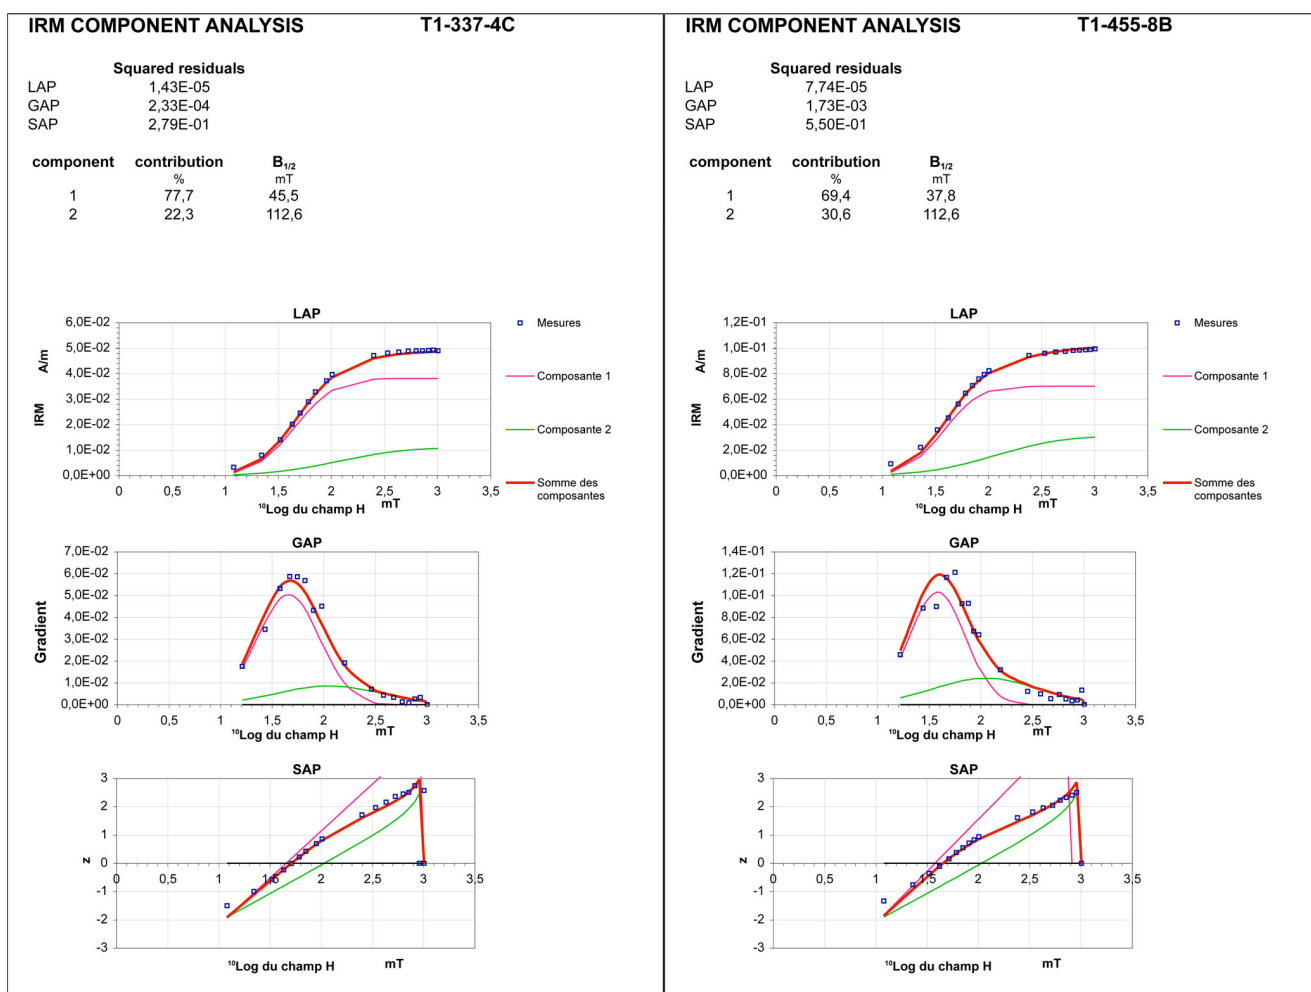 IRM COMPONENT ANALYSIS T1-337-4C
Squared residuals
LAP 1,43E-05
GAP 2,33E-04
SAP 2,79E-01
component contribution B1/2
% mT
1 77,7 45,5
2 22,3 112,6
LAP
6,0E-02
5,0E-02
4,0E-02
3,0E-02
2,0E-02
1,0E-02
0,0E+00
IRM A/m
0 0,5 1 1,5 2 2,5 3 3,5
10Log du champ H mT
Mesures
Composante 1
Composante 2
Somme des
composantes
GAP
7,0E-02
6,0E-02
5,0E-02
4,0E-02
3,0E-02
2,0E-02
1,0E-02
0,0E+00
Gradient
0 0,5 1 1,5 2 2,5 3 3,5
10Log du champ H mT
SAP
3
2
1
0
-1
-2
-3
z
0 0,5 1 1,5 2 2,5 3 3,5
10Log du champ H mT
IRM COMPONENT ANALYSIS T1-455-8B
Squared residuals
LAP 7,74E-05
GAP 1,73E-03
SAP 5,50E-01
component contribution B1/2
% mT
1 69,4 37,8
2 30,6 112,6
LAP
1,2E-01
1,0E-01
8,0E-02
6,0E-02
4,0E-02
2,0E-02
0,0E+00
IRM A/m
0 0,5 1 1,5 2 2,5 3 3,5
10Log du champ H mT
Mesures
Composante 1
Composante 2
Somme des
composantes
GAP
1,4E-01
1,2E-01
1,0E-01
8,0E-02
6,0E-02
4,0E-02
2,0E-02
0,0E+00
Gradient
0 0,5 1 1,5 2 2,5 3 3,5
10Log du champ H mT
SAP
3
2
1
0
-1
-2
-3
z
0 0,5 1 1,5 2 2,5 3 3,5
10Log du champ H mT